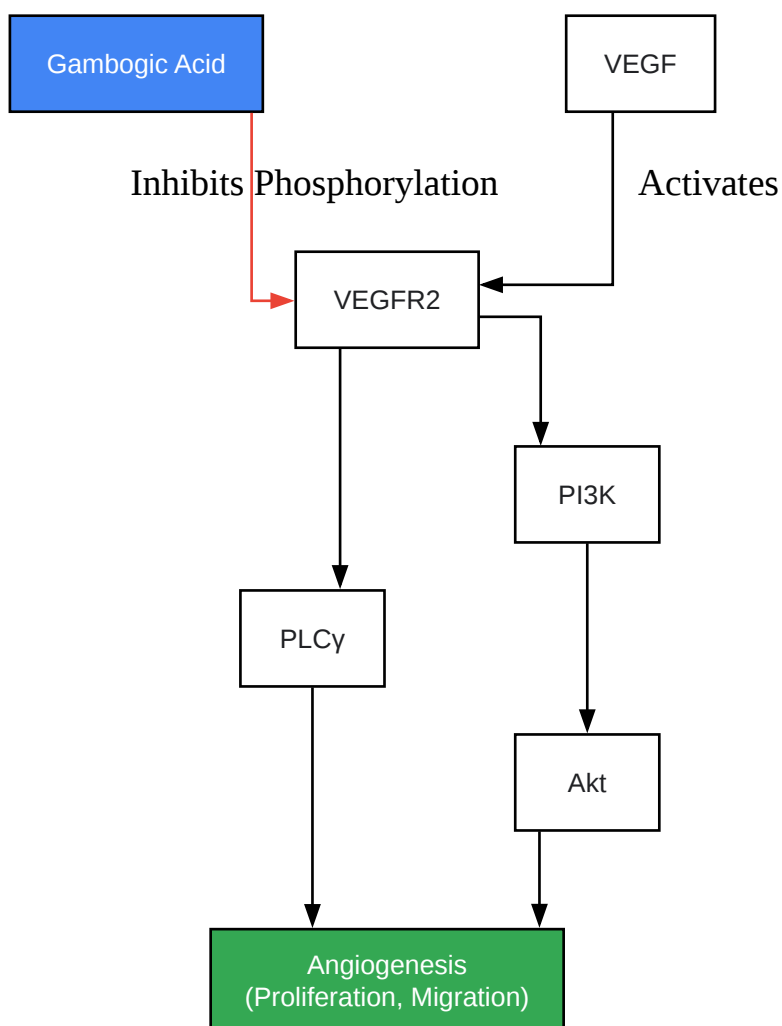 Gambogic Acid
VEGF
Inhibits Phosphorylation
Activates
VEGFR2
PI3K
PLCγ
Akt
Angiogenesis
(Proliferation, Migration)